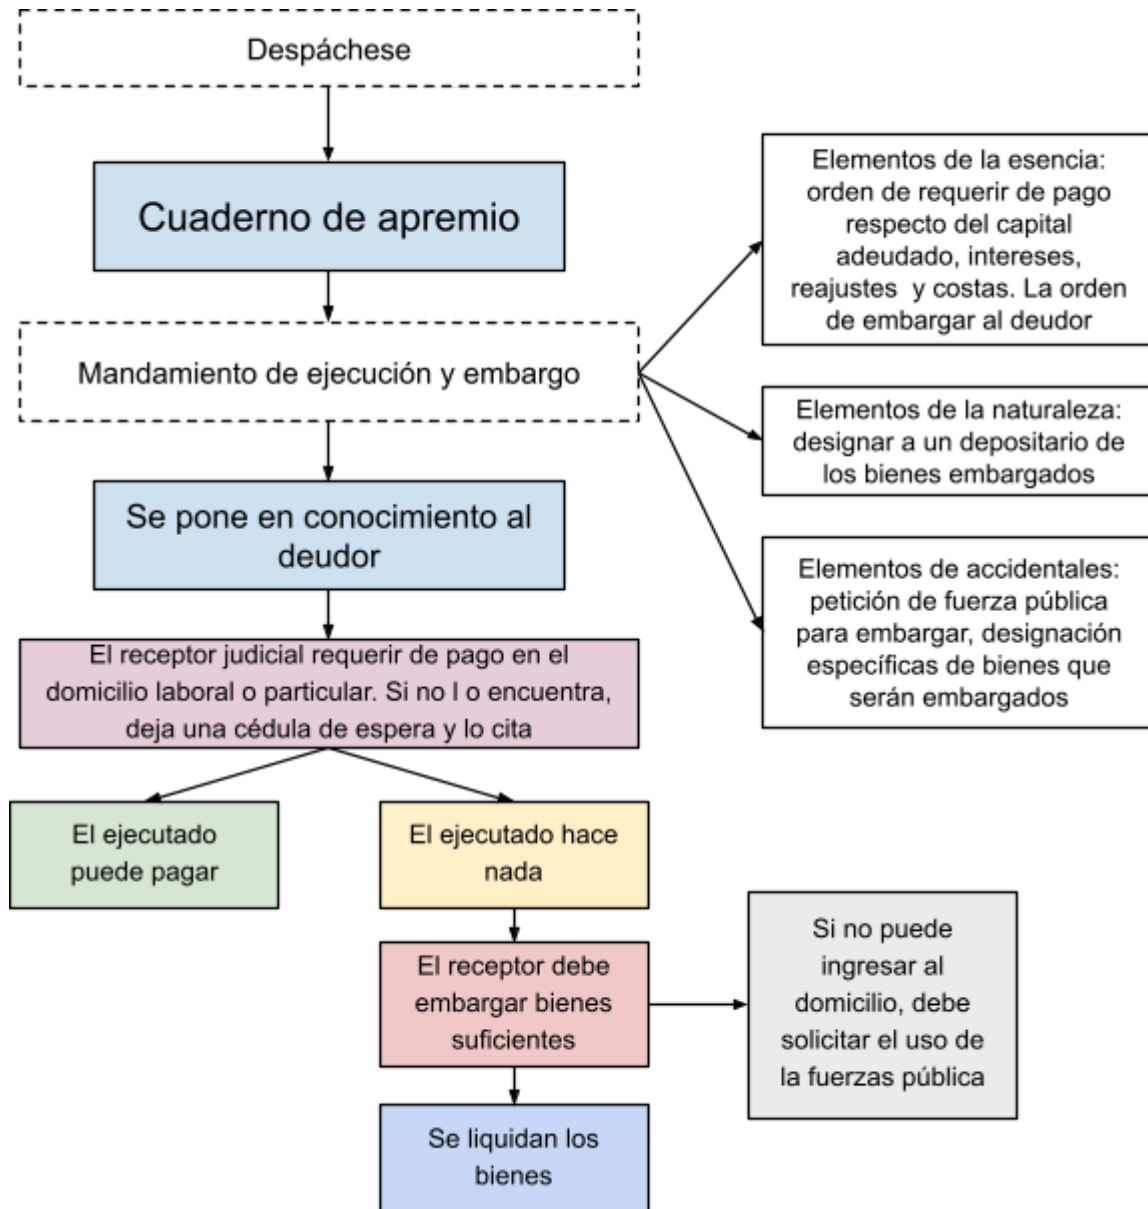 Despáchese
Cuaderno de apremio
Mandamiento de ejecución y embargo
Elementos de la esencia:
orden de requerir de pago
respecto del capital
adeudado, intereses,
reajustes  y costas. La orden
de embargar al deudor
Elementos de la naturaleza:
designar a un depositario de
los bienes embargados
Elementos de accidentales:
petición de fuerza pública
para embargar, designación
específicas de bienes que
serán embargados
Se pone en conocimiento al
deudor
El receptor judicial requerir de pago en el
domicilio laboral o particular. Si no l o encuentra,
deja una cédula de espera y lo cita
El ejecutado
puede pagar
El ejecutado hace
nada
El receptor debe
embargar bienes
suficientes
Si no puede
ingresar al
domicilio, debe
solicitar el uso de
la fuerzas pública
Se liquidan los
bienes